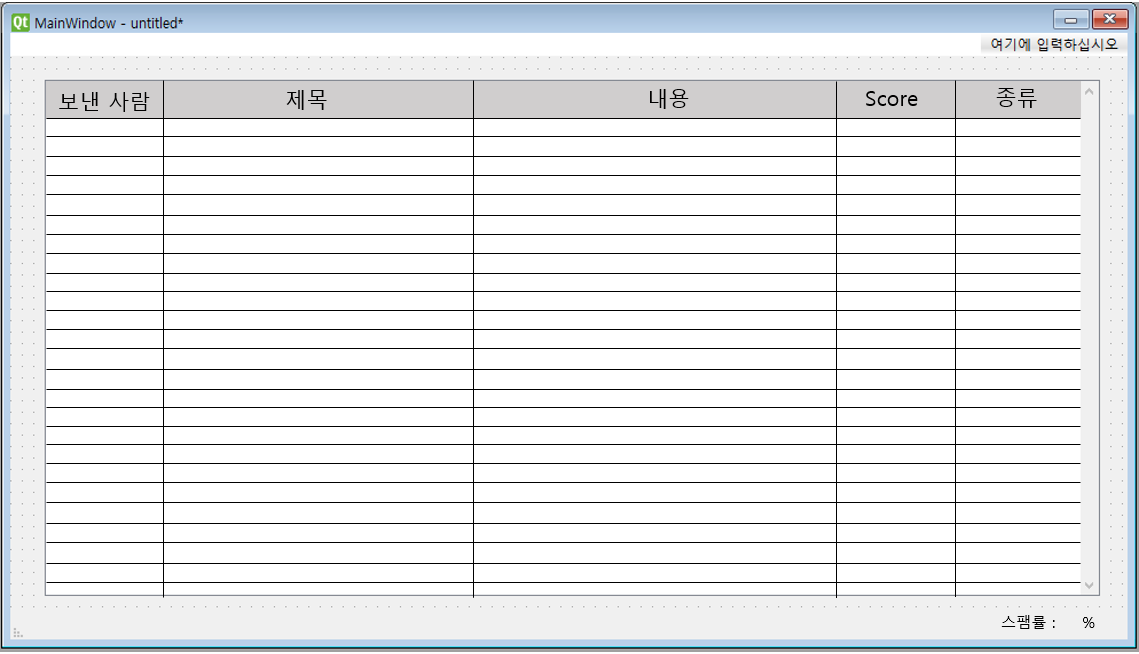 Qt MainWindow - untitled*
여기에 입력하십시오
보낸 사람 제목 내용 Score 종류
스팸률 : %